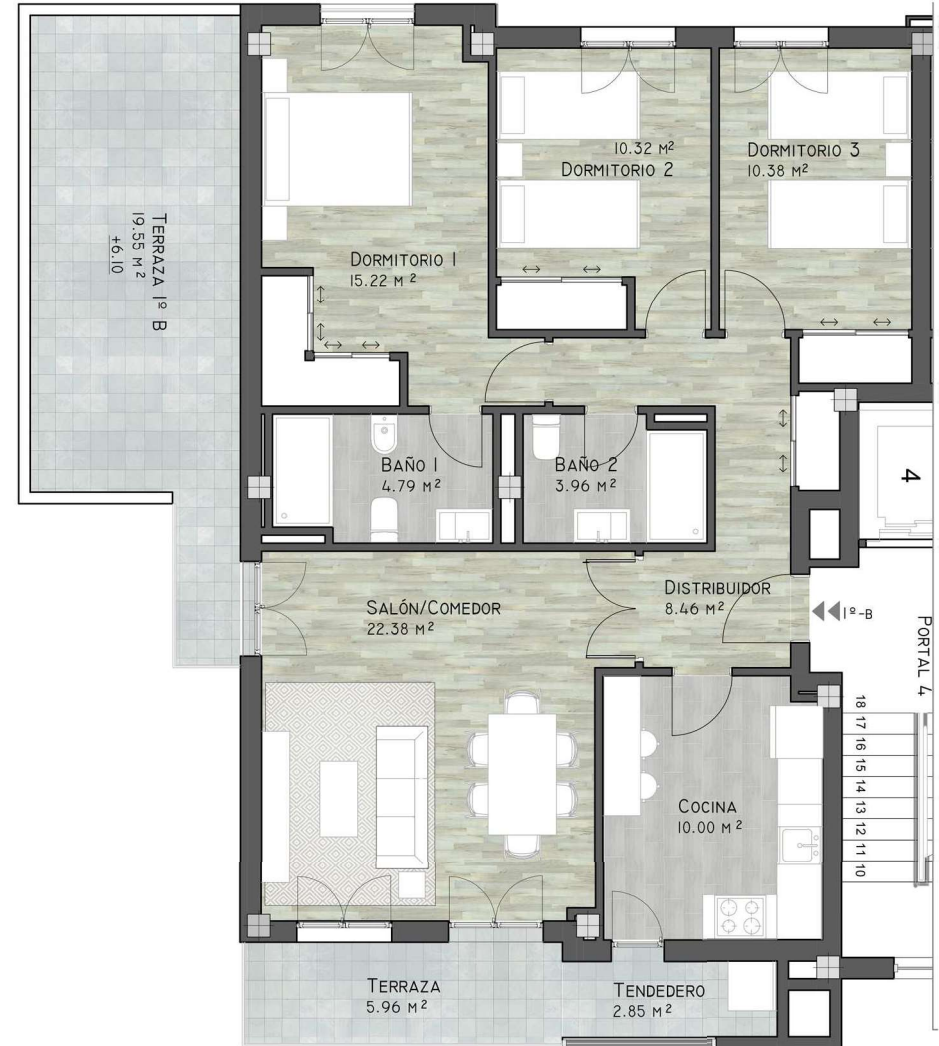 10.32 M²
DORMITORIO 2
DORMITORIO 3
10.38 M²
DORMITORIO 1
15.22 M²
TERRAZA 1º B
19.55 M²
+6.10
BAÑO 1
4.79 M²
BAÑO 2
3.96 M²
4
SALÓN/COMEDOR
22.38 M²
DISTRIBUIDOR
8.46 M²
1º-B
PORTAL 4
18
17
16
15
14
13
12
11
10
COCINA
10.00 M²
TERRAZA
5.96 M²
TENDEDERO
2.85 M²